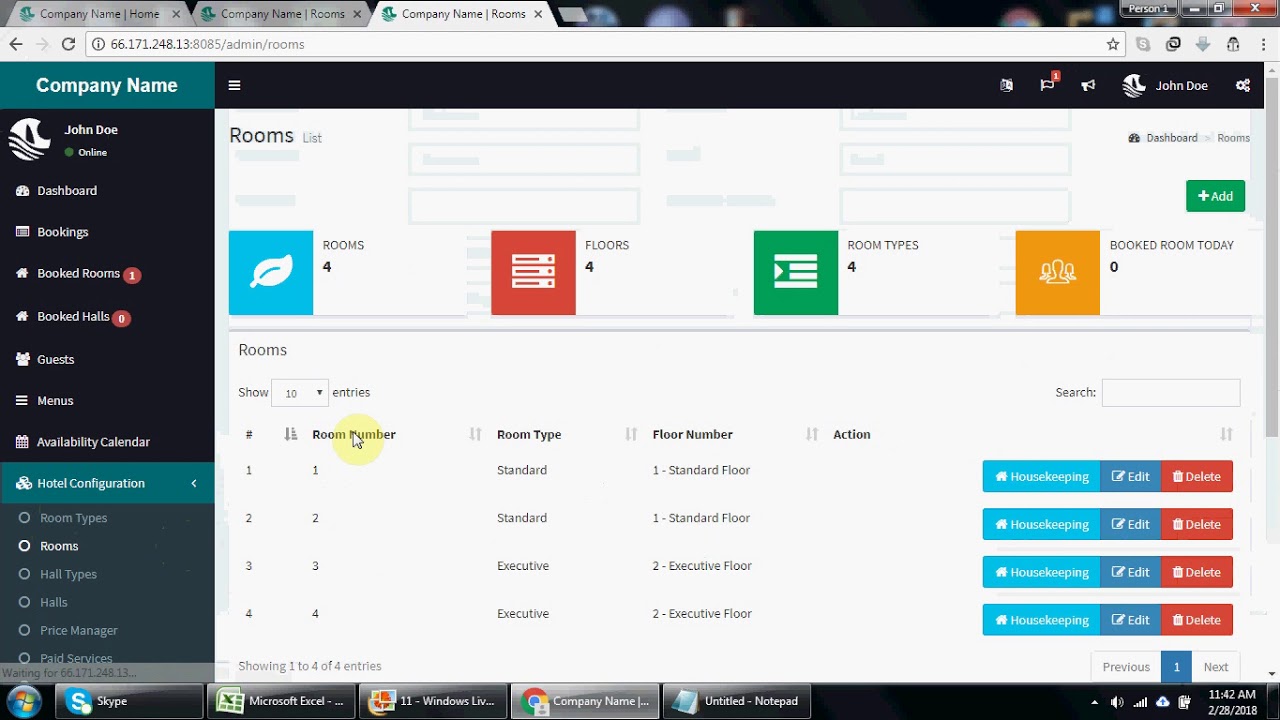 Company Name | Home
Company Name | Rooms
Company Name | Rooms
Person 1
66.171.248.13:8085/admin/rooms
Company Name
1
John Doe
John Doe
Online
Rooms List
Dashboard > Rooms
Add
Dashboard
Bookings
Booked Rooms 1
Booked Halls 0
Guests
Menus
Availability Calendar
Hotel Configuration
Room Types
Rooms
Hall Types
Halls
Price Manager
Paid Services
ROOMS
4
FLOORS
4
ROOM TYPES
4
BOOKED ROOM TODAY
0
Rooms
Show 10 entries
Search:
# Room Number Room Type Floor Number Action
1 1 Standard 1 - Standard Floor Housekeeping Edit Delete
2 2 Standard 1 - Standard Floor Housekeeping Edit Delete
3 3 Executive 2 - Executive Floor Housekeeping Edit Delete
4 4 Executive 2 - Executive Floor Housekeeping Edit Delete
Showing 1 to 4 of 4 entries
Previous 1 Next
Waiting for 66.171.248.13...
Skype
Microsoft Excel - ...
11 - Windows Liv...
Company Name |...
Untitled - Notepad
11:42 AM
2/28/2018